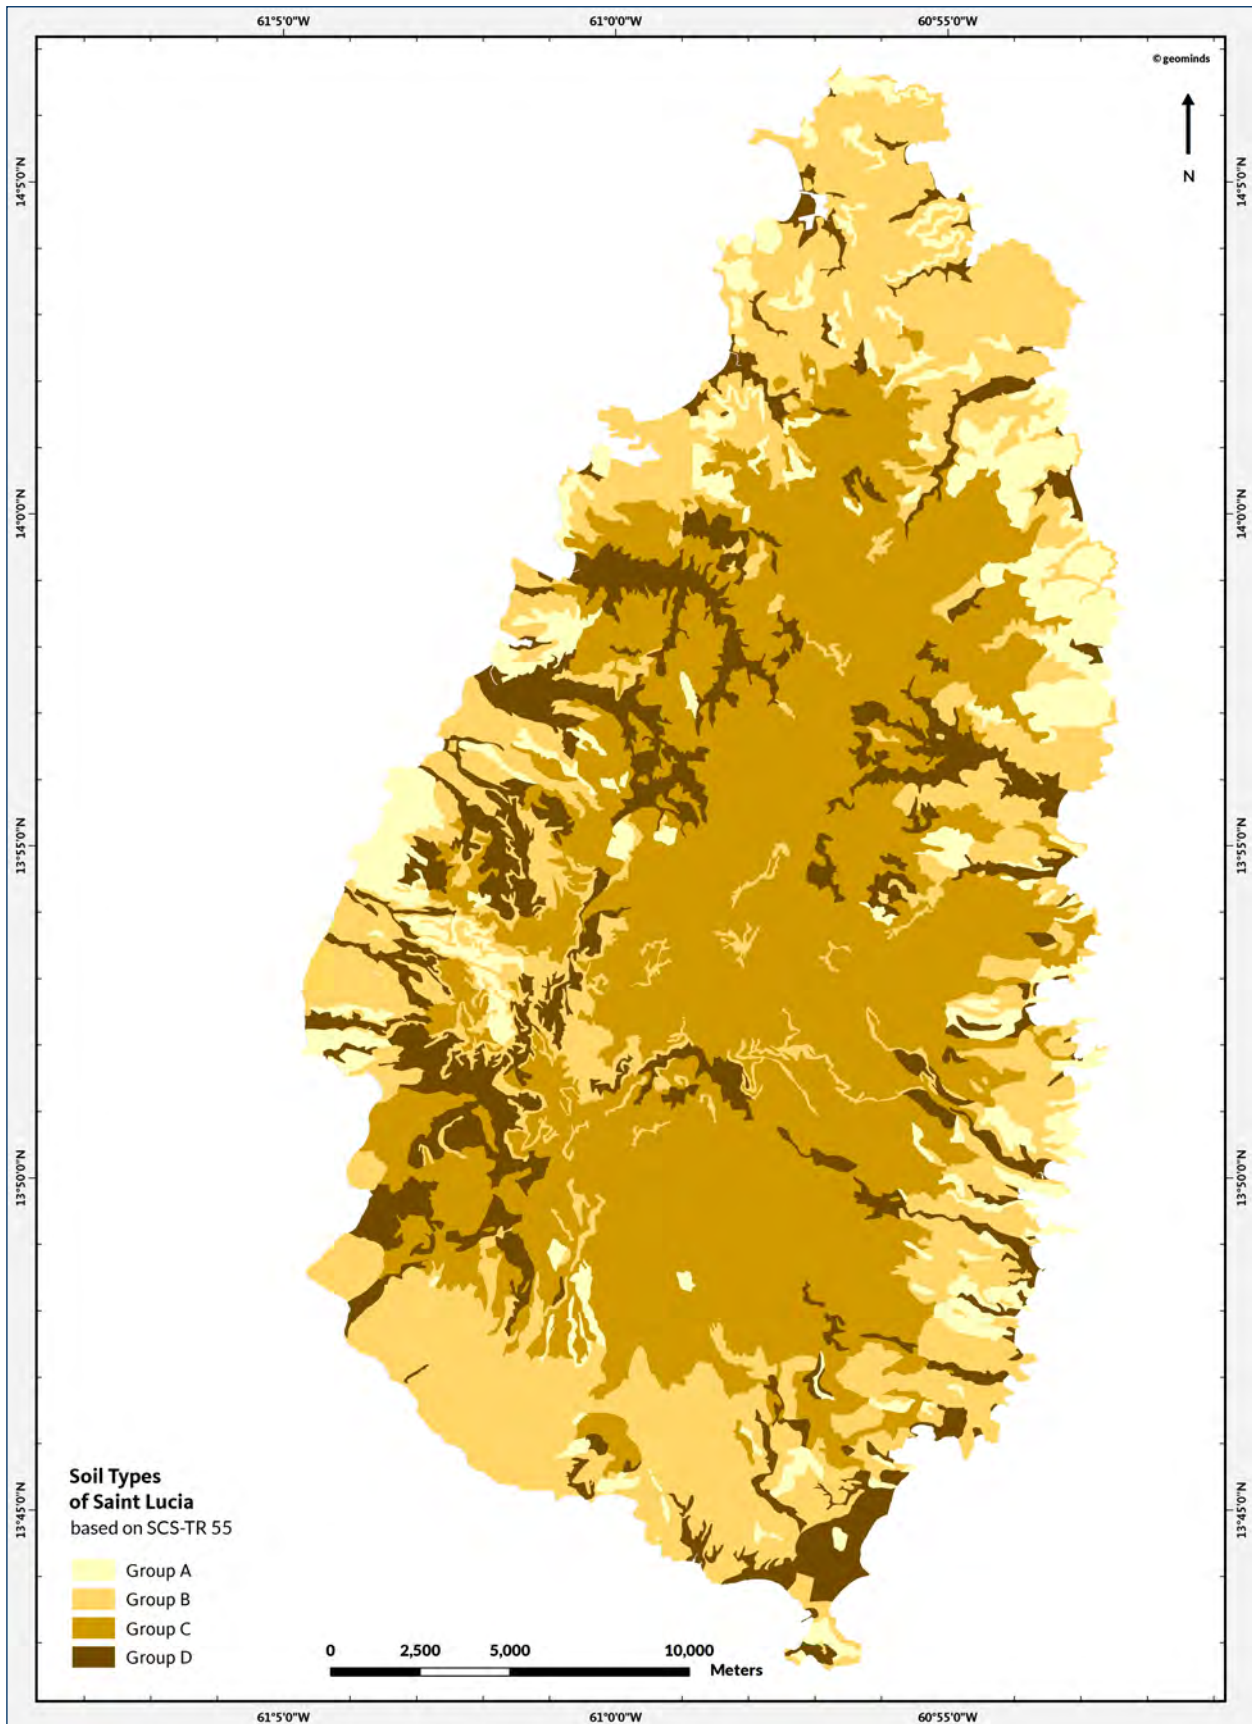 61°5'0"W 61°0'0"W 60°55'0"W
© geominds
N
14°5'0"N 14°5'0"N
14°0'0"N 14°0'0"N
13°55'0"N 13°55'0"N
13°50'0"N 13°50'0"N
13°45'0"N 13°45'0"N
Soil Types
of Saint Lucia
based on SCS-TR 55
Group A
Group B
Group C
Group D
0 2,500 5,000 10,000
Meters
61°5'0"W 61°0'0"W 60°55'0"W